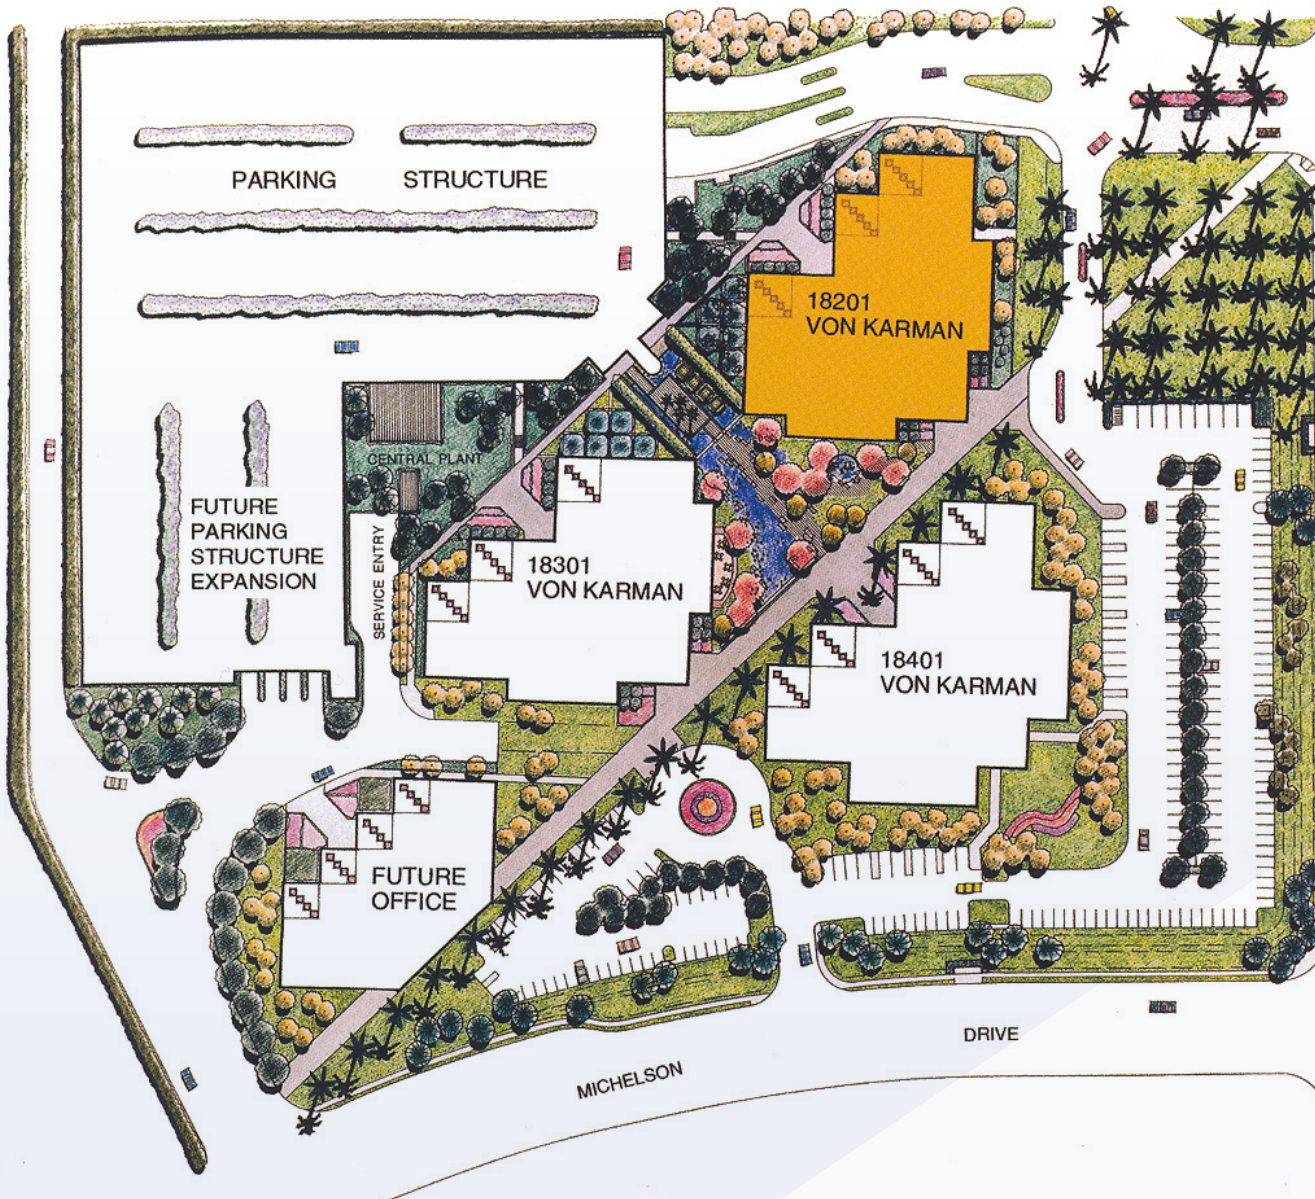 PARKING STRUCTURE
18201
VON KARMAN
CENTRAL PLANT
FUTURE
PARKING
STRUCTURE
EXPANSION
SERVICE ENTRY
18301
VON KARMAN
18401
VON KARMAN
FUTURE
OFFICE
MICHELSON
DRIVE